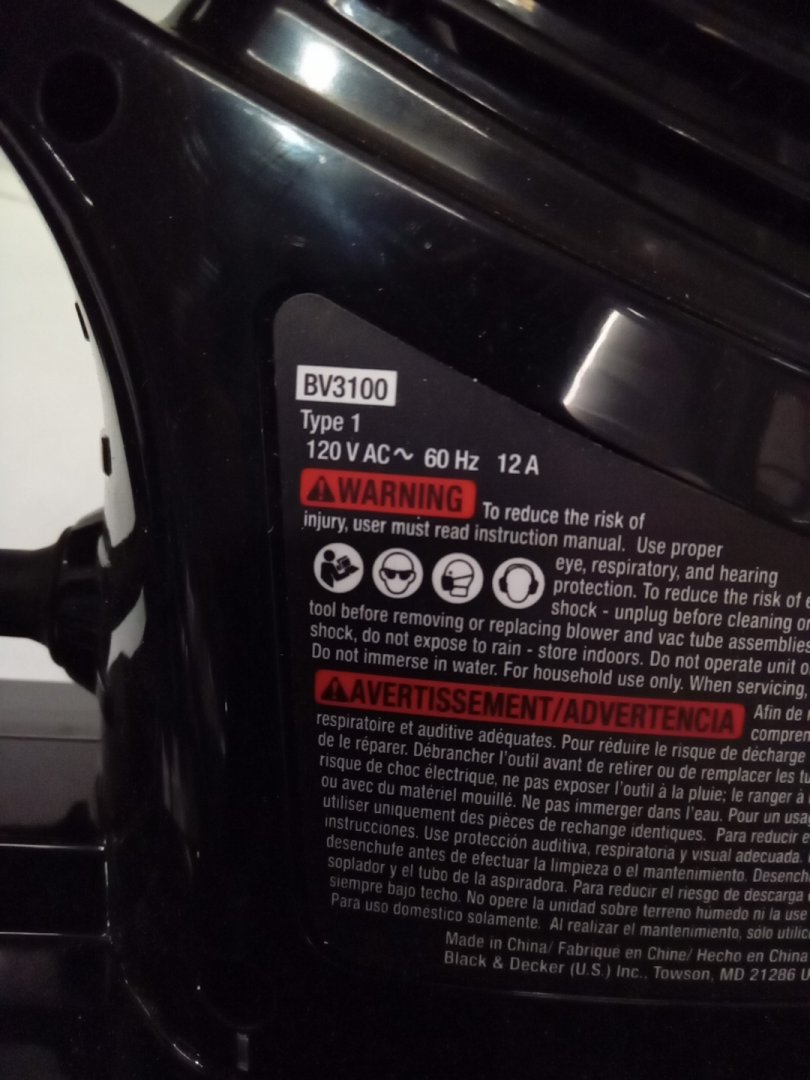 BV3100
Type 1
120 V AC~ 60 Hz 12 A
WARNING To reduce the risk of
injury, user must read instruction manual. Use proper
eye, respiratory, and hearing
protection. To reduce the risk of
shock - unplug before cleaning or
tool before removing or replacing blower and vac tube assemblies
shock, do not expose to rain - store indoors. Do not operate unit
Do not immerse in water. For household use only. When servicing,
AVERTISSEMENT/ADVERTENCIA Afin de
respiratoire et auditive adéquates. Pour réduire le risque de décharge
de le réparer. Débrancher l'outil avant de retirer ou de remplacer les
risque de choc électrique, ne pas exposer l'outil à la pluie; le ranger à
ou avec du matériel mouillé. Ne pas immerger dans l'eau. Pour un
utiliser uniquement des pièces de rechange identiques. Para reducir
instrucciones. Use protección auditiva, respiratoria y visual adecuada.
desenchufe antes de efectuar la limpieza o el mantenimiento.
soplador y el tubo de la aspiradora. Para reducir el riesgo de descarga
siempre bajo techo. No opere la unidad sobre terreno húmedo ni la use
Para uso doméstico solamente. Al realizar el mantenimiento, sólo
Made in China/ Fabriqué en Chine/ Hecho en China
Black & Decker (U.S.) Inc., Towson, MD 21286